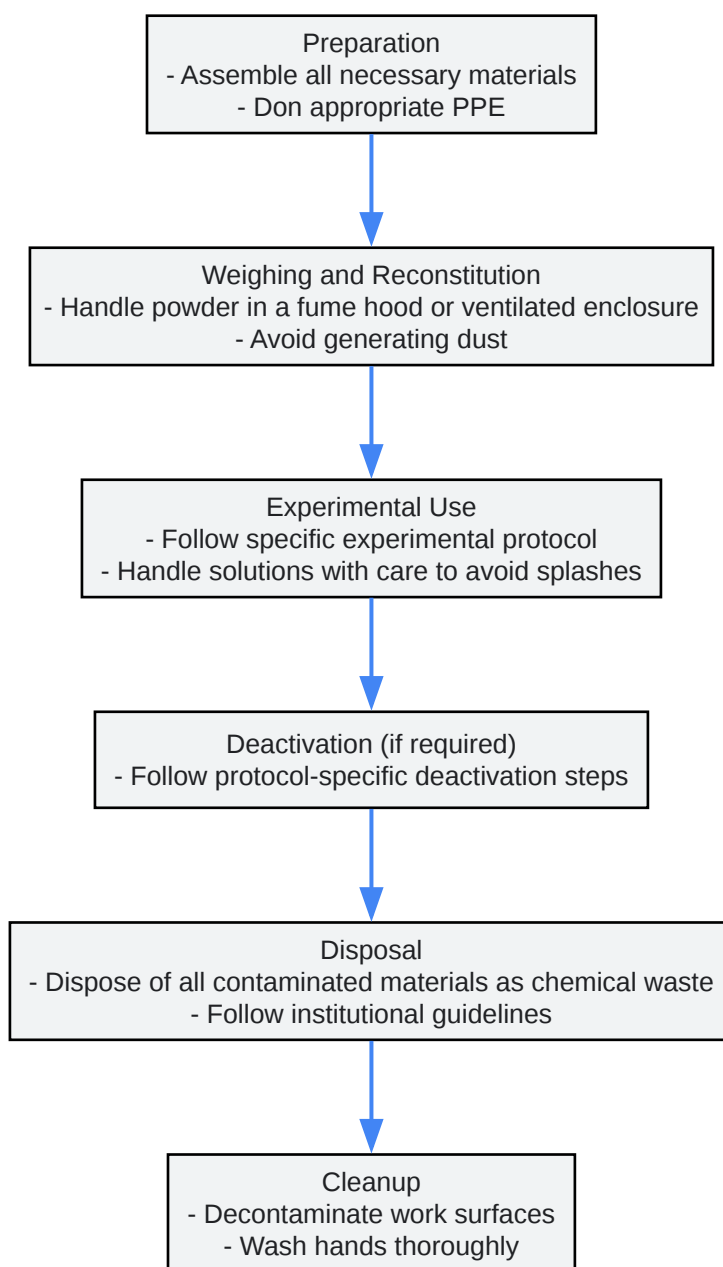 Preparation
- Assemble all necessary materials
- Don appropriate PPE
Weighing and Reconstitution
- Handle powder in a fume hood or ventilated enclosure
- Avoid generating dust
Experimental Use
- Follow specific experimental protocol
- Handle solutions with care to avoid splashes
Deactivation (if required)
- Follow protocol-specific deactivation steps
Disposal
- Dispose of all contaminated materials as chemical waste
- Follow institutional guidelines
Cleanup
- Decontaminate work surfaces
- Wash hands thoroughly